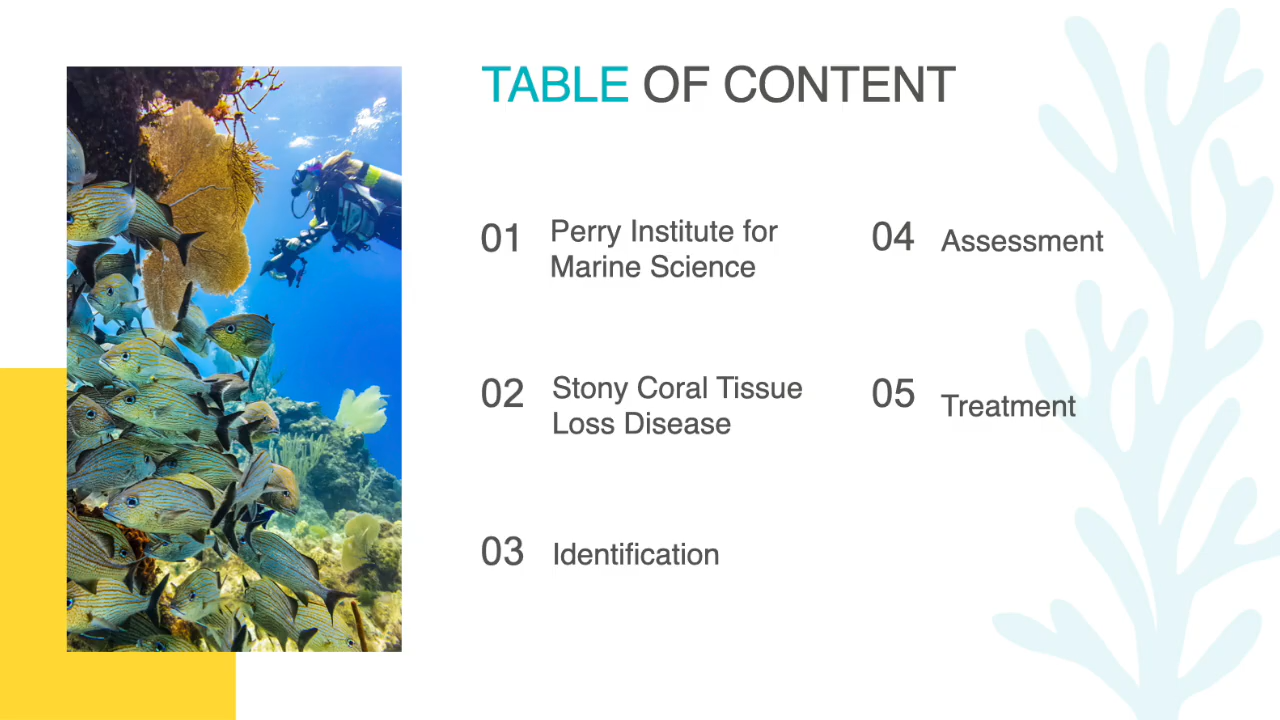 TABLE OF CONTENT
01
Perry Institute for
Marine Science
02
Stony Coral Tissue
Loss Disease
03
Identification
04
Assessment
05
Treatment